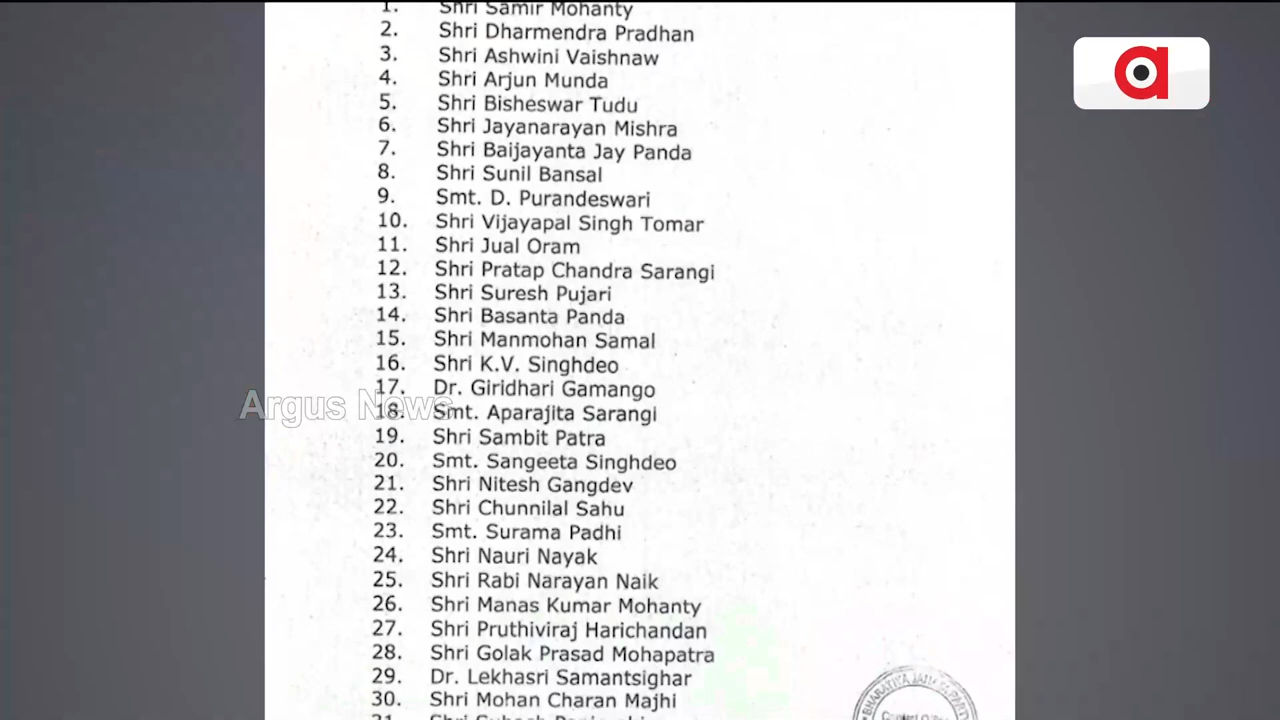 1. Shri Samir Mohanty
2. Shri Dharmendra Pradhan
3. Shri Ashwini Vaishnaw
4. Shri Arjun Munda
5. Shri Bisheswar Tudu
6. Shri Jayanarayan Mishra
7. Shri Baijayanta Jay Panda
8. Shri Sunil Bansal
9. Smt. D. Purandeswari
10. Shri Vijayapal Singh Tomar
11. Shri Jual Oram
12. Shri Pratap Chandra Sarangi
13. Shri Suresh Pujari
14. Shri Basanta Panda
15. Shri Manmohan Samal
16. Shri K.V. Singhdeo
17. Dr. Giridhari Gamango
Argus News
18. Smt. Aparajita Sarangi
19. Shri Sambit Patra
20. Smt. Sangeeta Singhdeo
21. Shri Nitesh Gangdev
22. Shri Chunnilal Sahu
23. Smt. Surama Padhi
24. Shri Nauri Nayak
25. Shri Rabi Narayan Naik
26. Shri Manas Kumar Mohanty
27. Shri Pruthiviraj Harichandan
28. Shri Golak Prasad Mohapatra
29. Dr. Lekhasri Samantsighar
30. Shri Mohan Charan Majhi
BHARATIYA